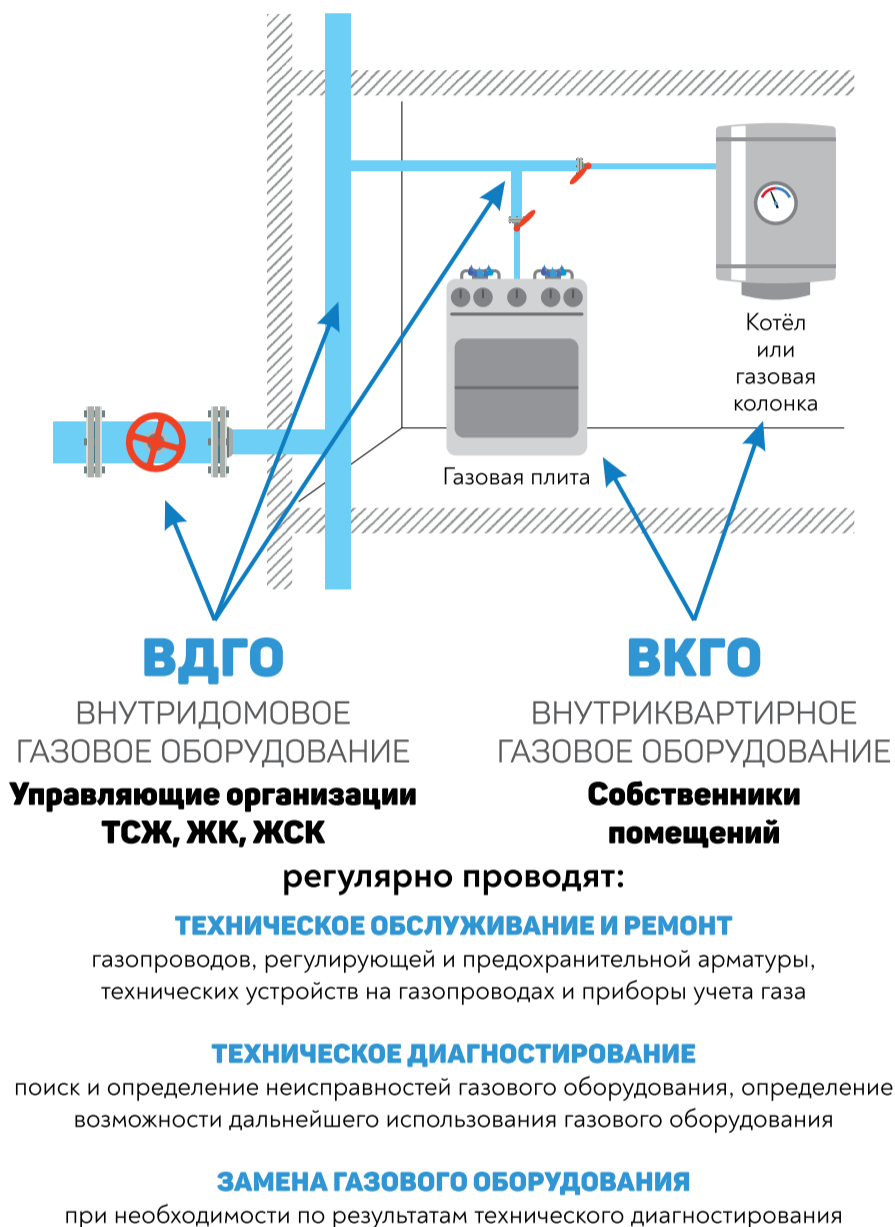 Котёл
или
газовая
колонка
Газовая плита
ВДГО
ВНУТРИДОМОВОЕ
ГАЗОВОЕ ОБОРУДОВАНИЕ
Управляющие организации
ТСЖ, ЖК, ЖСК
ВКГО
ВНУТРИКВАРТИРНОЕ
ГАЗОВОЕ ОБОРУДОВАНИЕ
Собственники
помещений
регулярно проводят:
ТЕХНИЧЕСКОЕ ОБСЛУЖИВАНИЕ И РЕМОНТ
газопроводов, регулирующей и предохранительной арматуры,
технических устройств на газопроводах и приборы учета газа
ТЕХНИЧЕСКОЕ ДИАГНОСТИРОВАНИЕ
поиск и определение неисправностей газового оборудования, определение
возможности дальнейшего использования газового оборудования
ЗАМЕНА ГАЗОВОГО ОБОРУДОВАНИЯ
при необходимости по результатам технического диагностирования